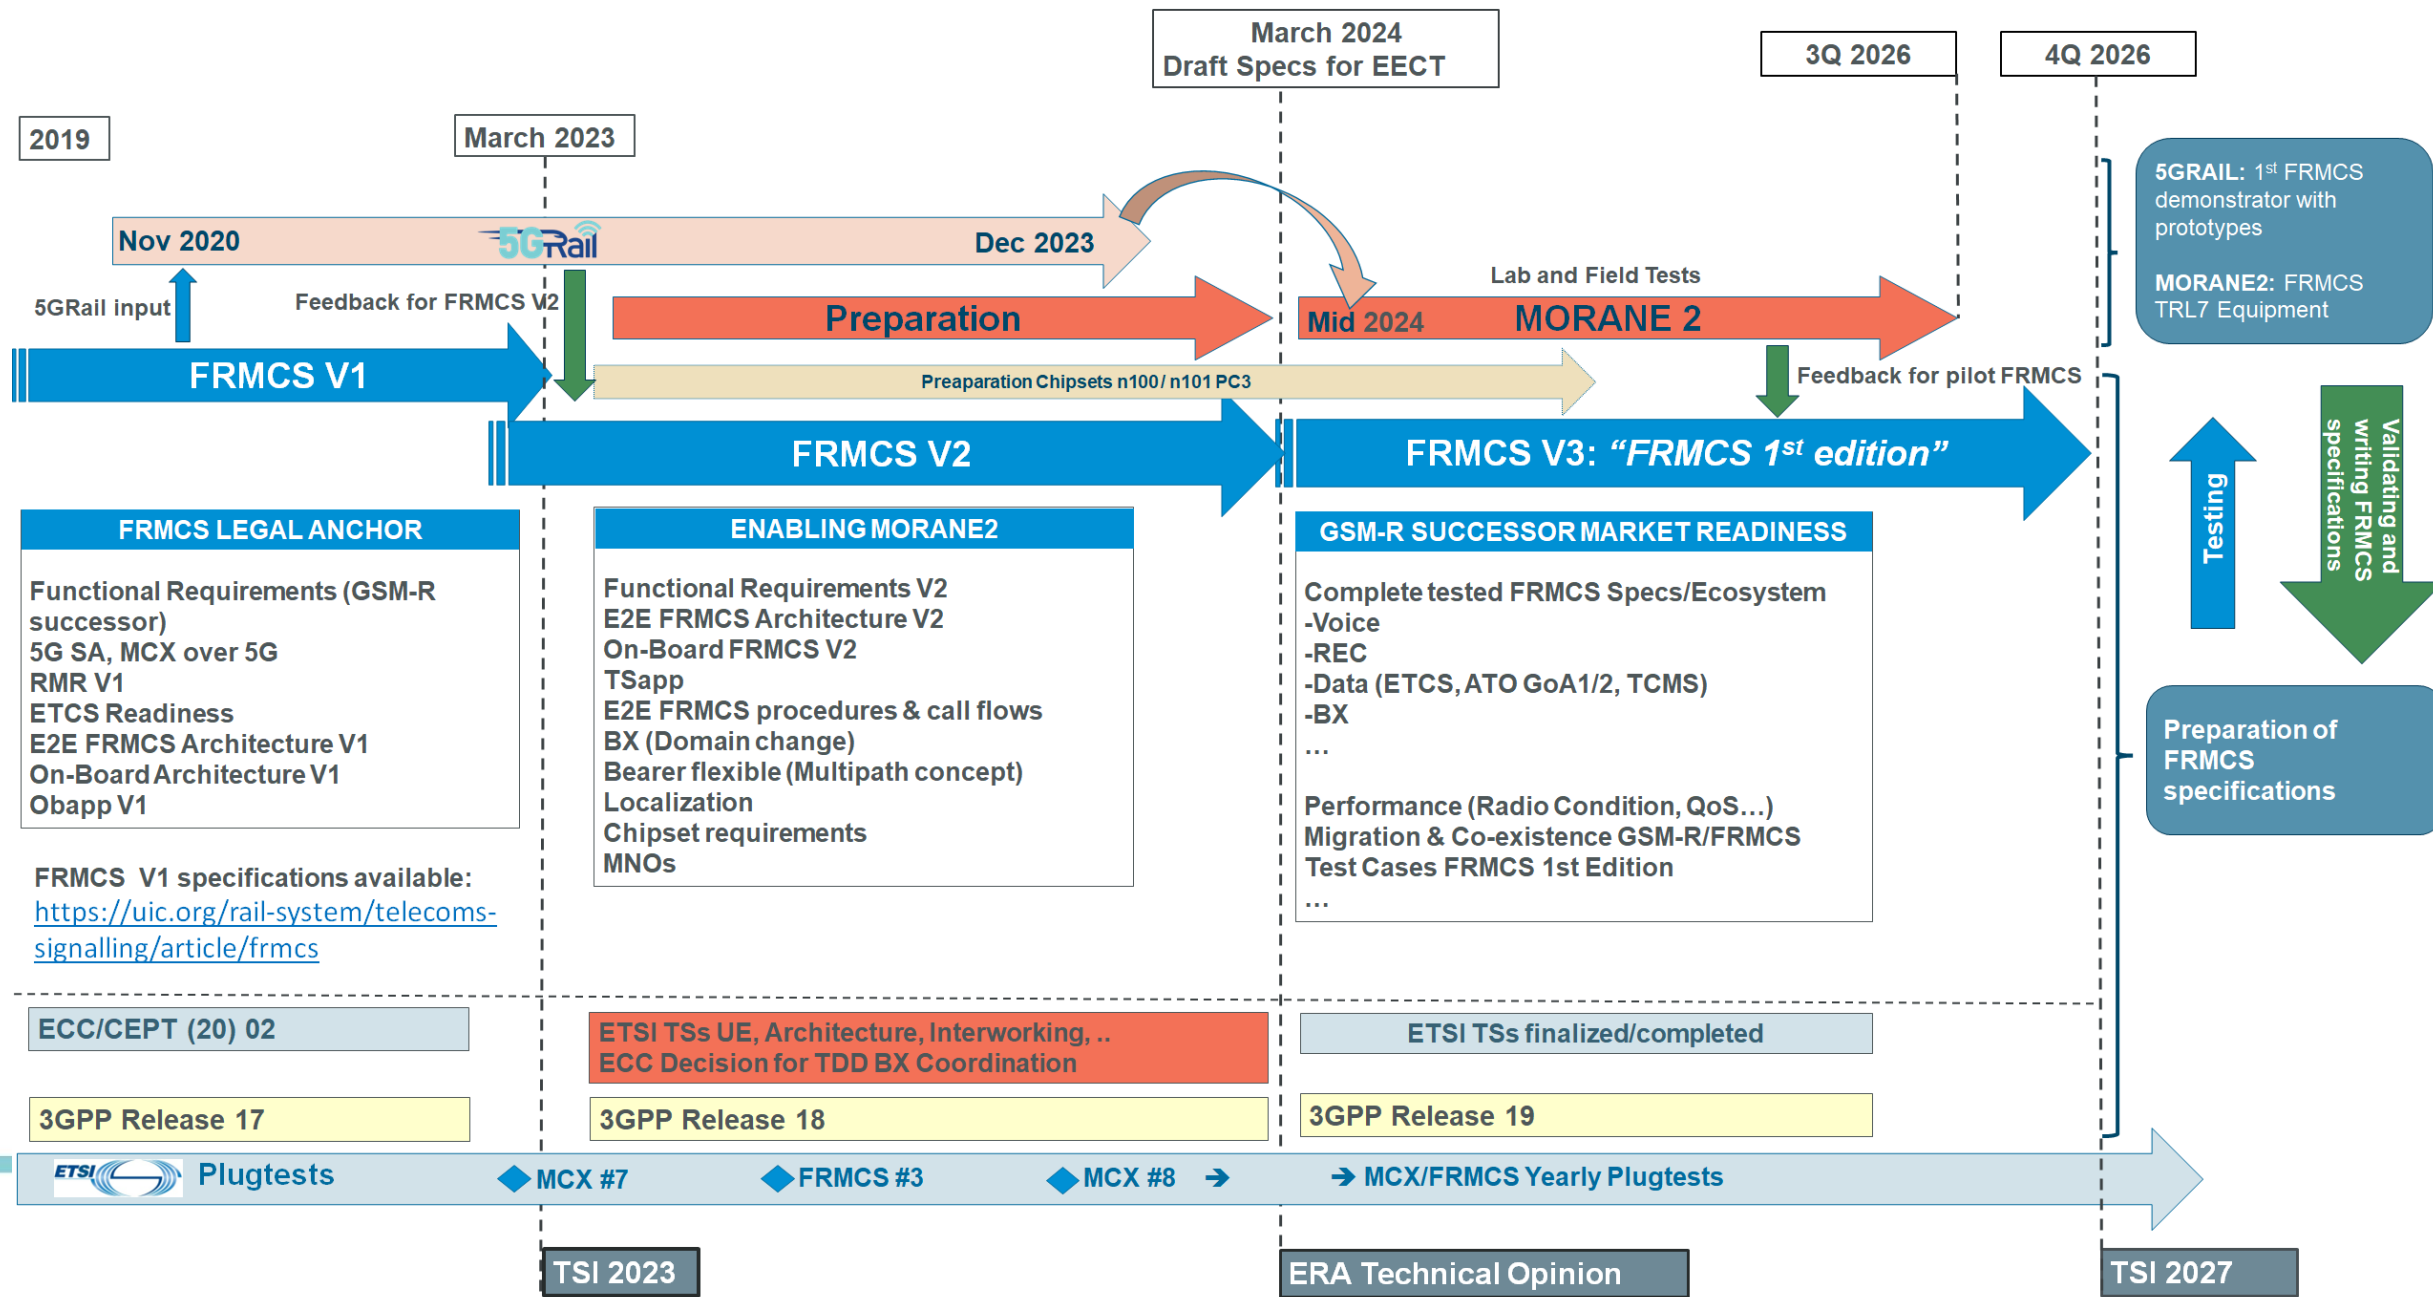 March 2024
Draft Specs for EECT
3Q 2026
4Q 2026
2019
March 2023
5GRAIL: 1st FRMCS
demonstrator with
prototypes
MORANE2: FRMCS
TRL7 Equipment
Nov 2020
5GRail
Dec 2023
5GRail input
Feedback for FRMCS V2
Lab and Field Tests
Preparation
Mid 2024
MORANE 2
FRMCS V1
Preaparation Chipsets n100/ n101 PC3
Feedback for pilot FRMCS
FRMCS V2
FRMCS V3: “FRMCS 1st edition”
Testing
Validating and
writing FRMCS
specifications
FRMCS LEGAL ANCHOR
Functional Requirements (GSM-R
successor)
5G SA, MCX over 5G
RMR V1
ETCS Readiness
E2E FRMCS Architecture V1
On-Board Architecture V1
Obapp V1
ENABLING MORANE2
Functional Requirements V2
E2E FRMCS Architecture V2
On-Board FRMCS V2
TSapp
E2E FRMCS procedures & call flows
BX (Domain change)
Bearer flexible (Multipath concept)
Localization
Chipset requirements
MNOs
GSM-R SUCCESSOR MARKET READINESS
Complete tested FRMCS Specs/Ecosystem
-Voice
-REC
-Data (ETCS, ATO GoA1/2, TCMS)
-BX
...
Performance (Radio Condition, QoS...)
Migration & Co-existence GSM-R/FRMCS
Test Cases FRMCS 1st Edition
...
Preparation of
FRMCS
specifications
FRMCS  V1 specifications available:
https://uic.org/rail-system/telecoms-
signalling/article/frmcs
ECC/CEPT (20) 02
ETSI TSs UE, Architecture, Interworking, ..
ECC Decision for TDD BX Coordination
ETSI TSs finalized/completed
3GPP Release 17
3GPP Release 18
3GPP Release 19
ETSI
Plugtests
MCX #7
FRMCS #3
MCX #8 ➔
➔ MCX/FRMCS Yearly Plugtests
TSI 2023
ERA Technical Opinion
TSI 2027